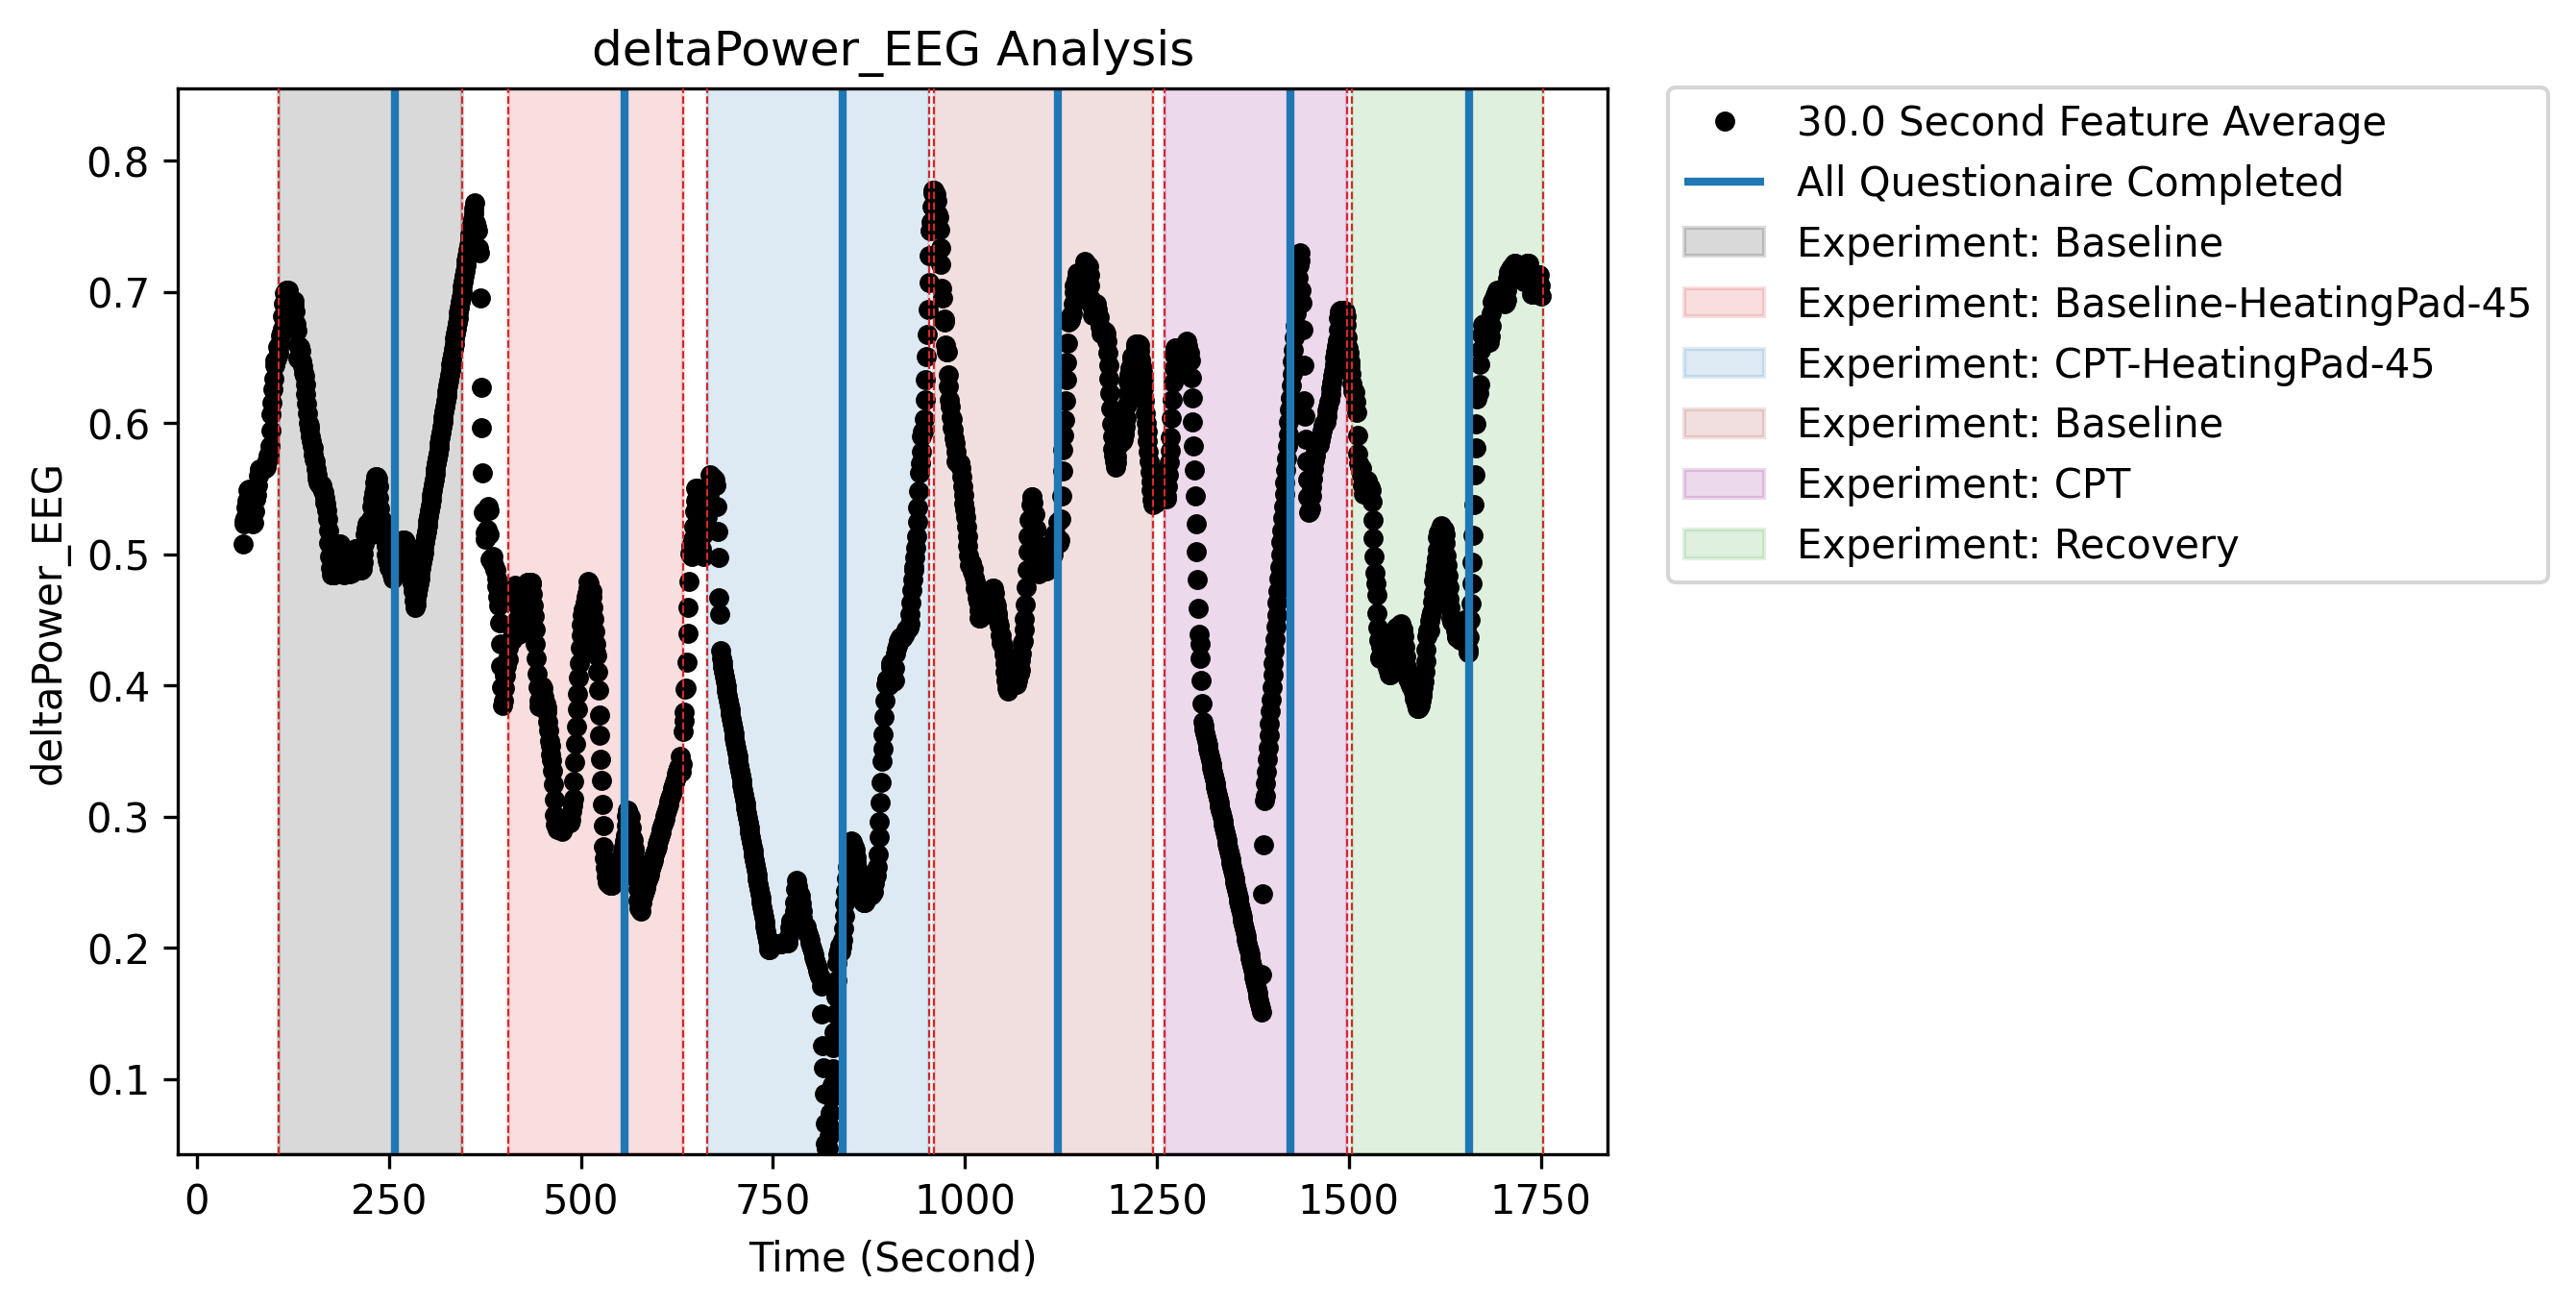 deltaPower_EEG Analysis
deltaPower_EEG
0.8
0.7
0.6
0.5
0.4
0.3
0.2
0.1
0 250 500 750 1000 1250 1500 1750
Time (Second)
30.0 Second Feature Average
All Questionaire Completed
Experiment: Baseline
Experiment: Baseline-HeatingPad-45
Experiment: CPT-HeatingPad-45
Experiment: Baseline
Experiment: CPT
Experiment: Recovery